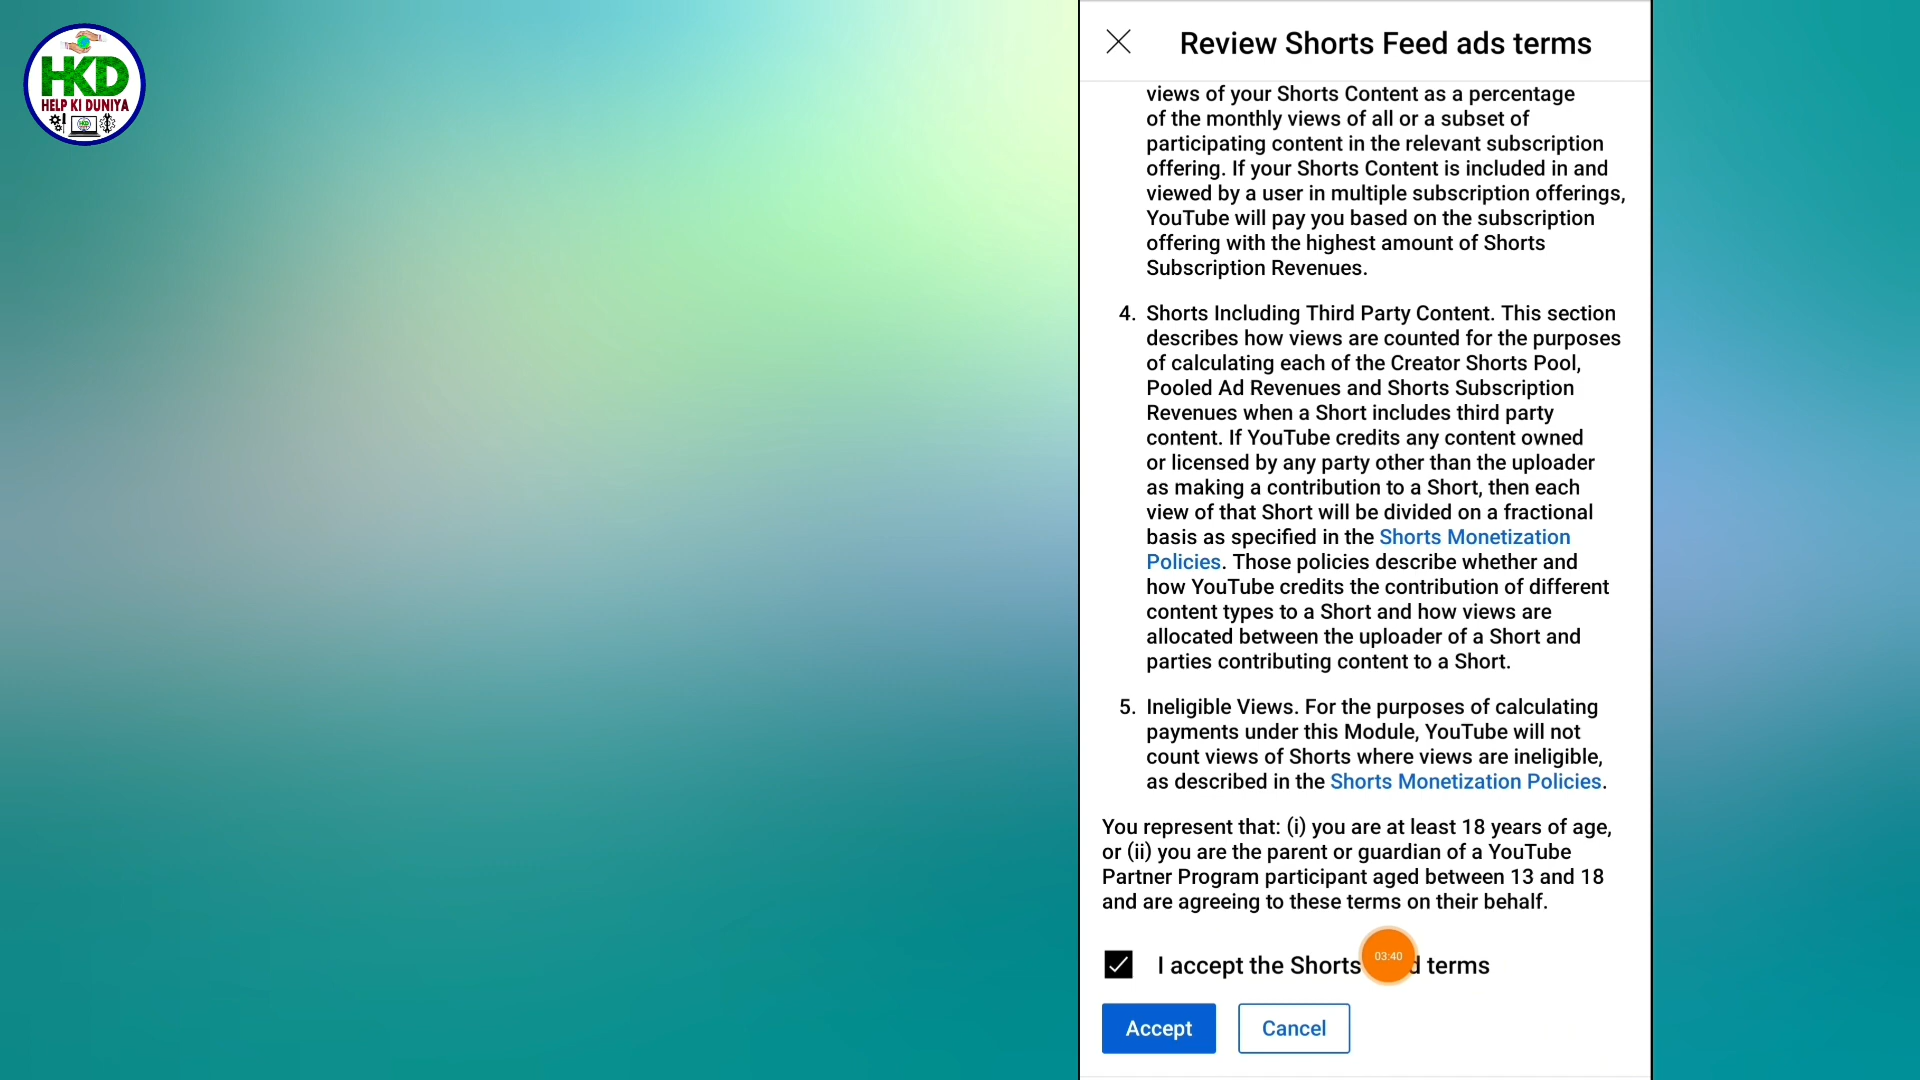 HKD
HELP KI DUNIYA
Review Shorts Feed ads terms
views of your Shorts Content as a percentage
of the monthly views of all or a subset of
participating content in the relevant subscription
offering. If your Shorts Content is included in and
viewed by a user in multiple subscription offerings,
YouTube will pay you based on the subscription
offering with the highest amount of Shorts
Subscription Revenues.
4. Shorts Including Third Party Content. This section
describes how views are counted for the purposes
of calculating each of the Creator Shorts Pool,
Pooled Ad Revenues and Shorts Subscription
Revenues when a Short includes third party
content. If YouTube credits any content owned
or licensed by any party other than the uploader
as making a contribution to a Short, then each
view of that Short will be divided on a fractional
basis as specified in the Shorts Monetization
Policies. Those policies describe whether and
how YouTube credits the contribution of different
content types to a Short and how views are
allocated between the uploader of a Short and
parties contributing content to a Short.
5. Ineligible Views. For the purposes of calculating
payments under this Module, YouTube will not
count views of Shorts where views are ineligible,
as described in the Shorts Monetization Policies.
You represent that: (i) you are at least 18 years of age,
or (ii) you are the parent or guardian of a YouTube
Partner Program participant aged between 13 and 18
and are agreeing to these terms on their behalf.
I accept the Shorts 03:40 terms
Accept Cancel